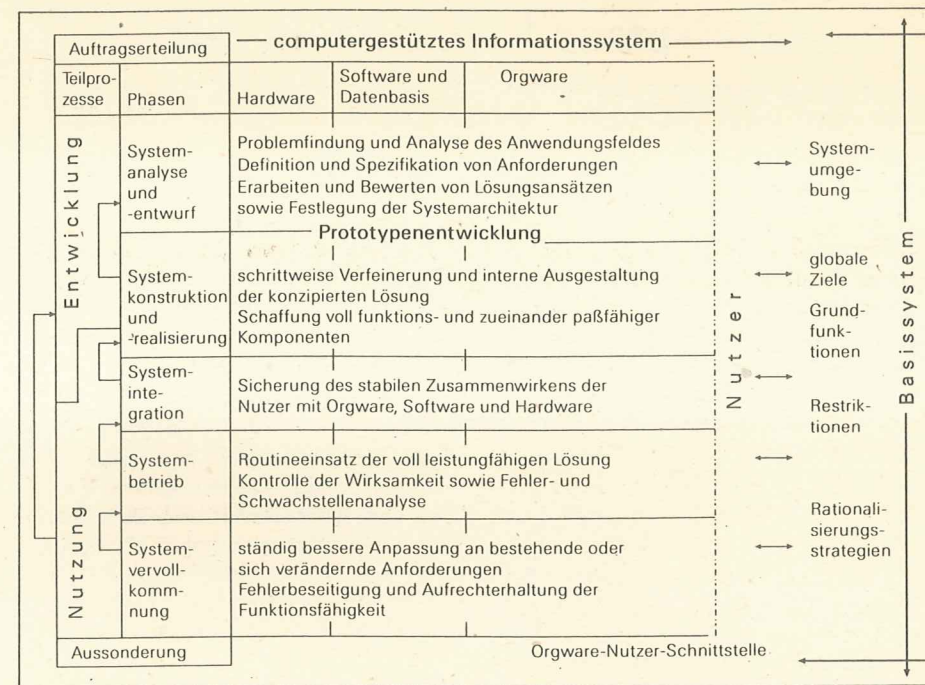 Auftragserteilung
computergestütztes Informationssystem
Teilpro-
zesse
Phasen
Hardware
Software und
Datenbasis
Orgware
Entwicklung
System-
analyse
und
-entwurf
Problemfindung und Analyse des Anwendungsfeldes
Definition und Spezifikation von Anforderungen
Erarbeiten und Bewerten von Lösungsansätzen
sowie Festlegung der Systemarchitektur
Prototypenentwicklung
System-
konstruktion
und
-realisierung
schrittweise Verfeinerung und interne Ausgestaltung
der konzipierten Lösung
Schaffung voll funktions- und zueinander paßfähiger
Komponenten
System-
inte-
gration
Sicherung des stabilen Zusammenwirkens der
Nutzer mit Orgware, Software und Hardware
Nutzung
System-
betrieb
Routineeinsatz der voll leistungfähigen Lösung
Kontrolle der Wirksamkeit sowie Fehler- und
Schwachstellenanalyse
System-
vervoll-
komm-
nung
ständig bessere Anpassung an bestehende oder
sich verändernde Anforderungen
Fehlerbeseitigung und Aufrechterhaltung der
Funktionsfähigkeit
Aussonderung
Orgware-Nutzer-Schnittstelle
Nutzer
System-
umge-
bung
globale
Ziele
Grund-
funk-
tionen
Restrik-
tionen
Rationali-
sierungs-
strategien
Basissystem